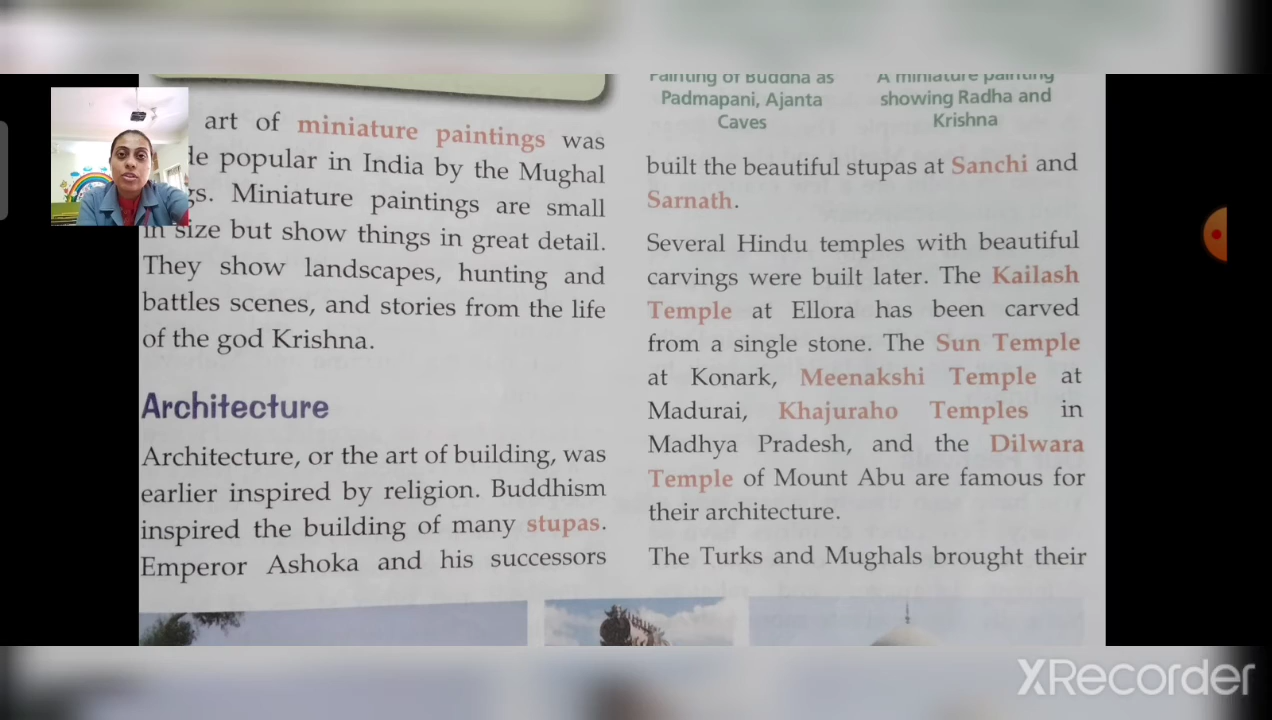 art of miniature paintings was
popular in India by the Mughal
Miniature paintings are small
in size but show things in great detail.
They show landscapes, hunting and
battles scenes, and stories from the life
of the god Krishna.
Architecture
Architecture, or the art of building, was
earlier inspired by religion. Buddhism
inspired the building of many stupas.
Emperor Ashoka and his successors
Painting of Buddha as
Padmapani, Ajanta
Caves
A miniature painting
showing Radha and
Krishna
built the beautiful stupas at Sanchi and
Sarnath.
Several Hindu temples with beautiful
carvings were built later. The Kailash
Temple at Ellora has been carved
from a single stone. The Sun Temple
at Konark, Meenakshi Temple at
Madurai, Khajuraho Temples in
Madhya Pradesh, and the Dilwara
Temple of Mount Abu are famous for
their architecture.
The Turks and Mughals brought their
XRecorder